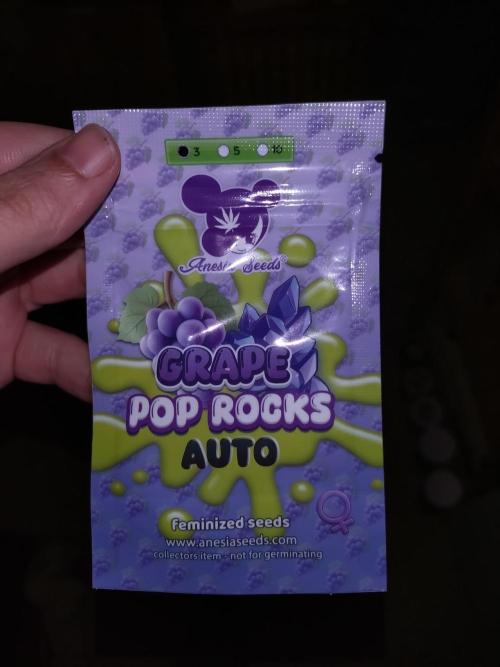 3 5 10
Anesia Seeds
GRAPE
POP ROCKS
AUTO
feminized seeds
www.anesiaseeds.com
collectors item - not for germinating